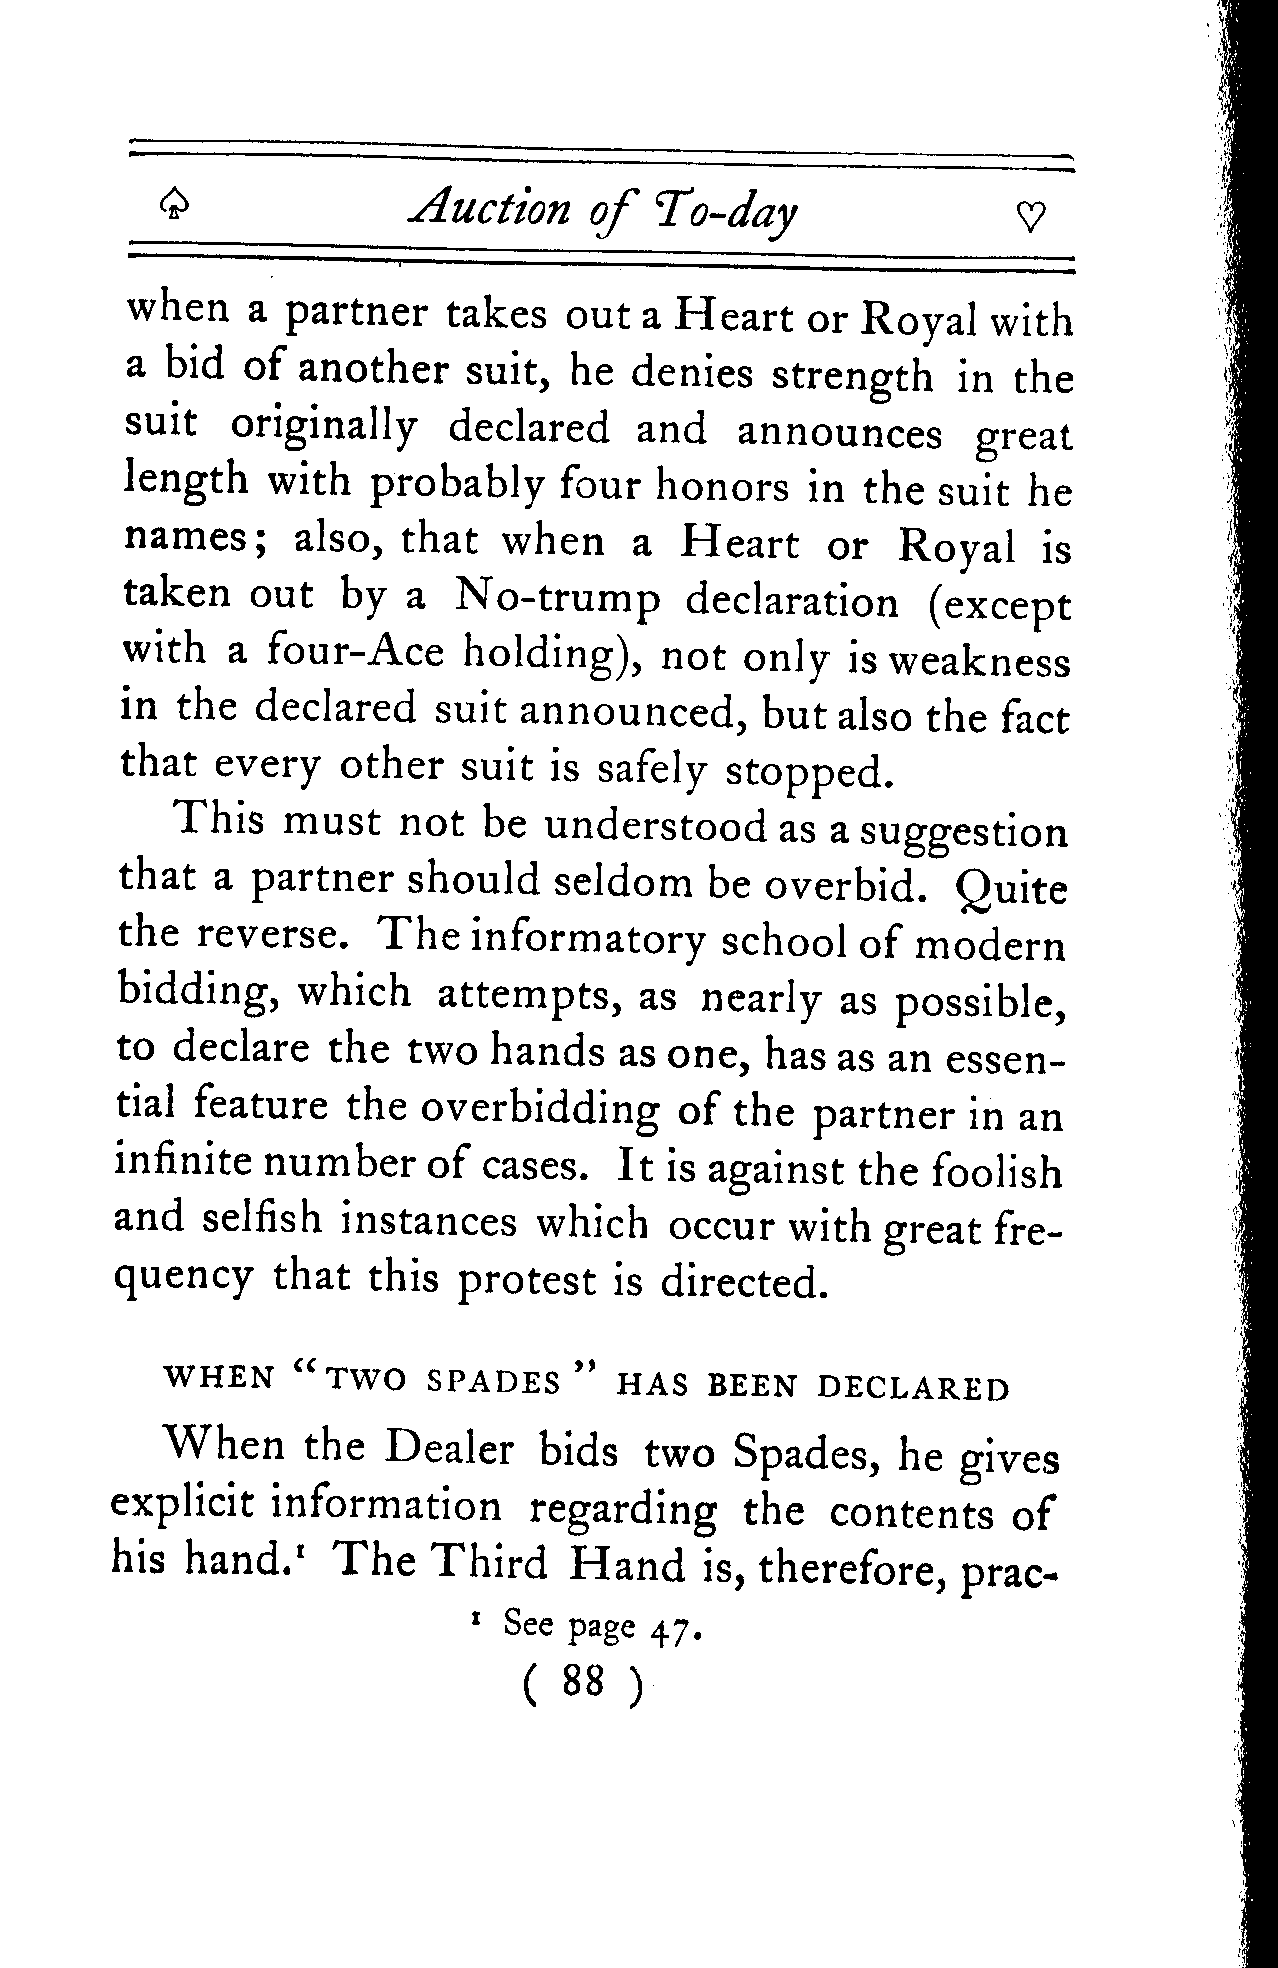 ♤ Auction of To-day ♡
when a partner takes out a Heart or Royal with
a bid of another suit, he denies strength in the
suit originally declared and announces great
length with probably four honors in the suit he
names; also, that when a Heart or Royal is
taken out by a No-trump declaration (except
with a four-Ace holding), not only is weakness
in the declared suit announced, but also the fact
that every other suit is safely stopped.
This must not be understood as a suggestion
that a partner should seldom be overbid. Quite
the reverse. The informatory school of modern
bidding, which attempts, as nearly as possible,
to declare the two hands as one, has as an essen-
tial feature the overbidding of the partner in an
infinite number of cases. It is against the foolish
and selfish instances which occur with great fre-
quency that this protest is directed.
WHEN “TWO SPADES” HAS BEEN DECLARED
When the Dealer bids two Spades, he gives
explicit information regarding the contents of
his hand.¹ The Third Hand is, therefore, prac-
¹ See page 47.
( 88 )